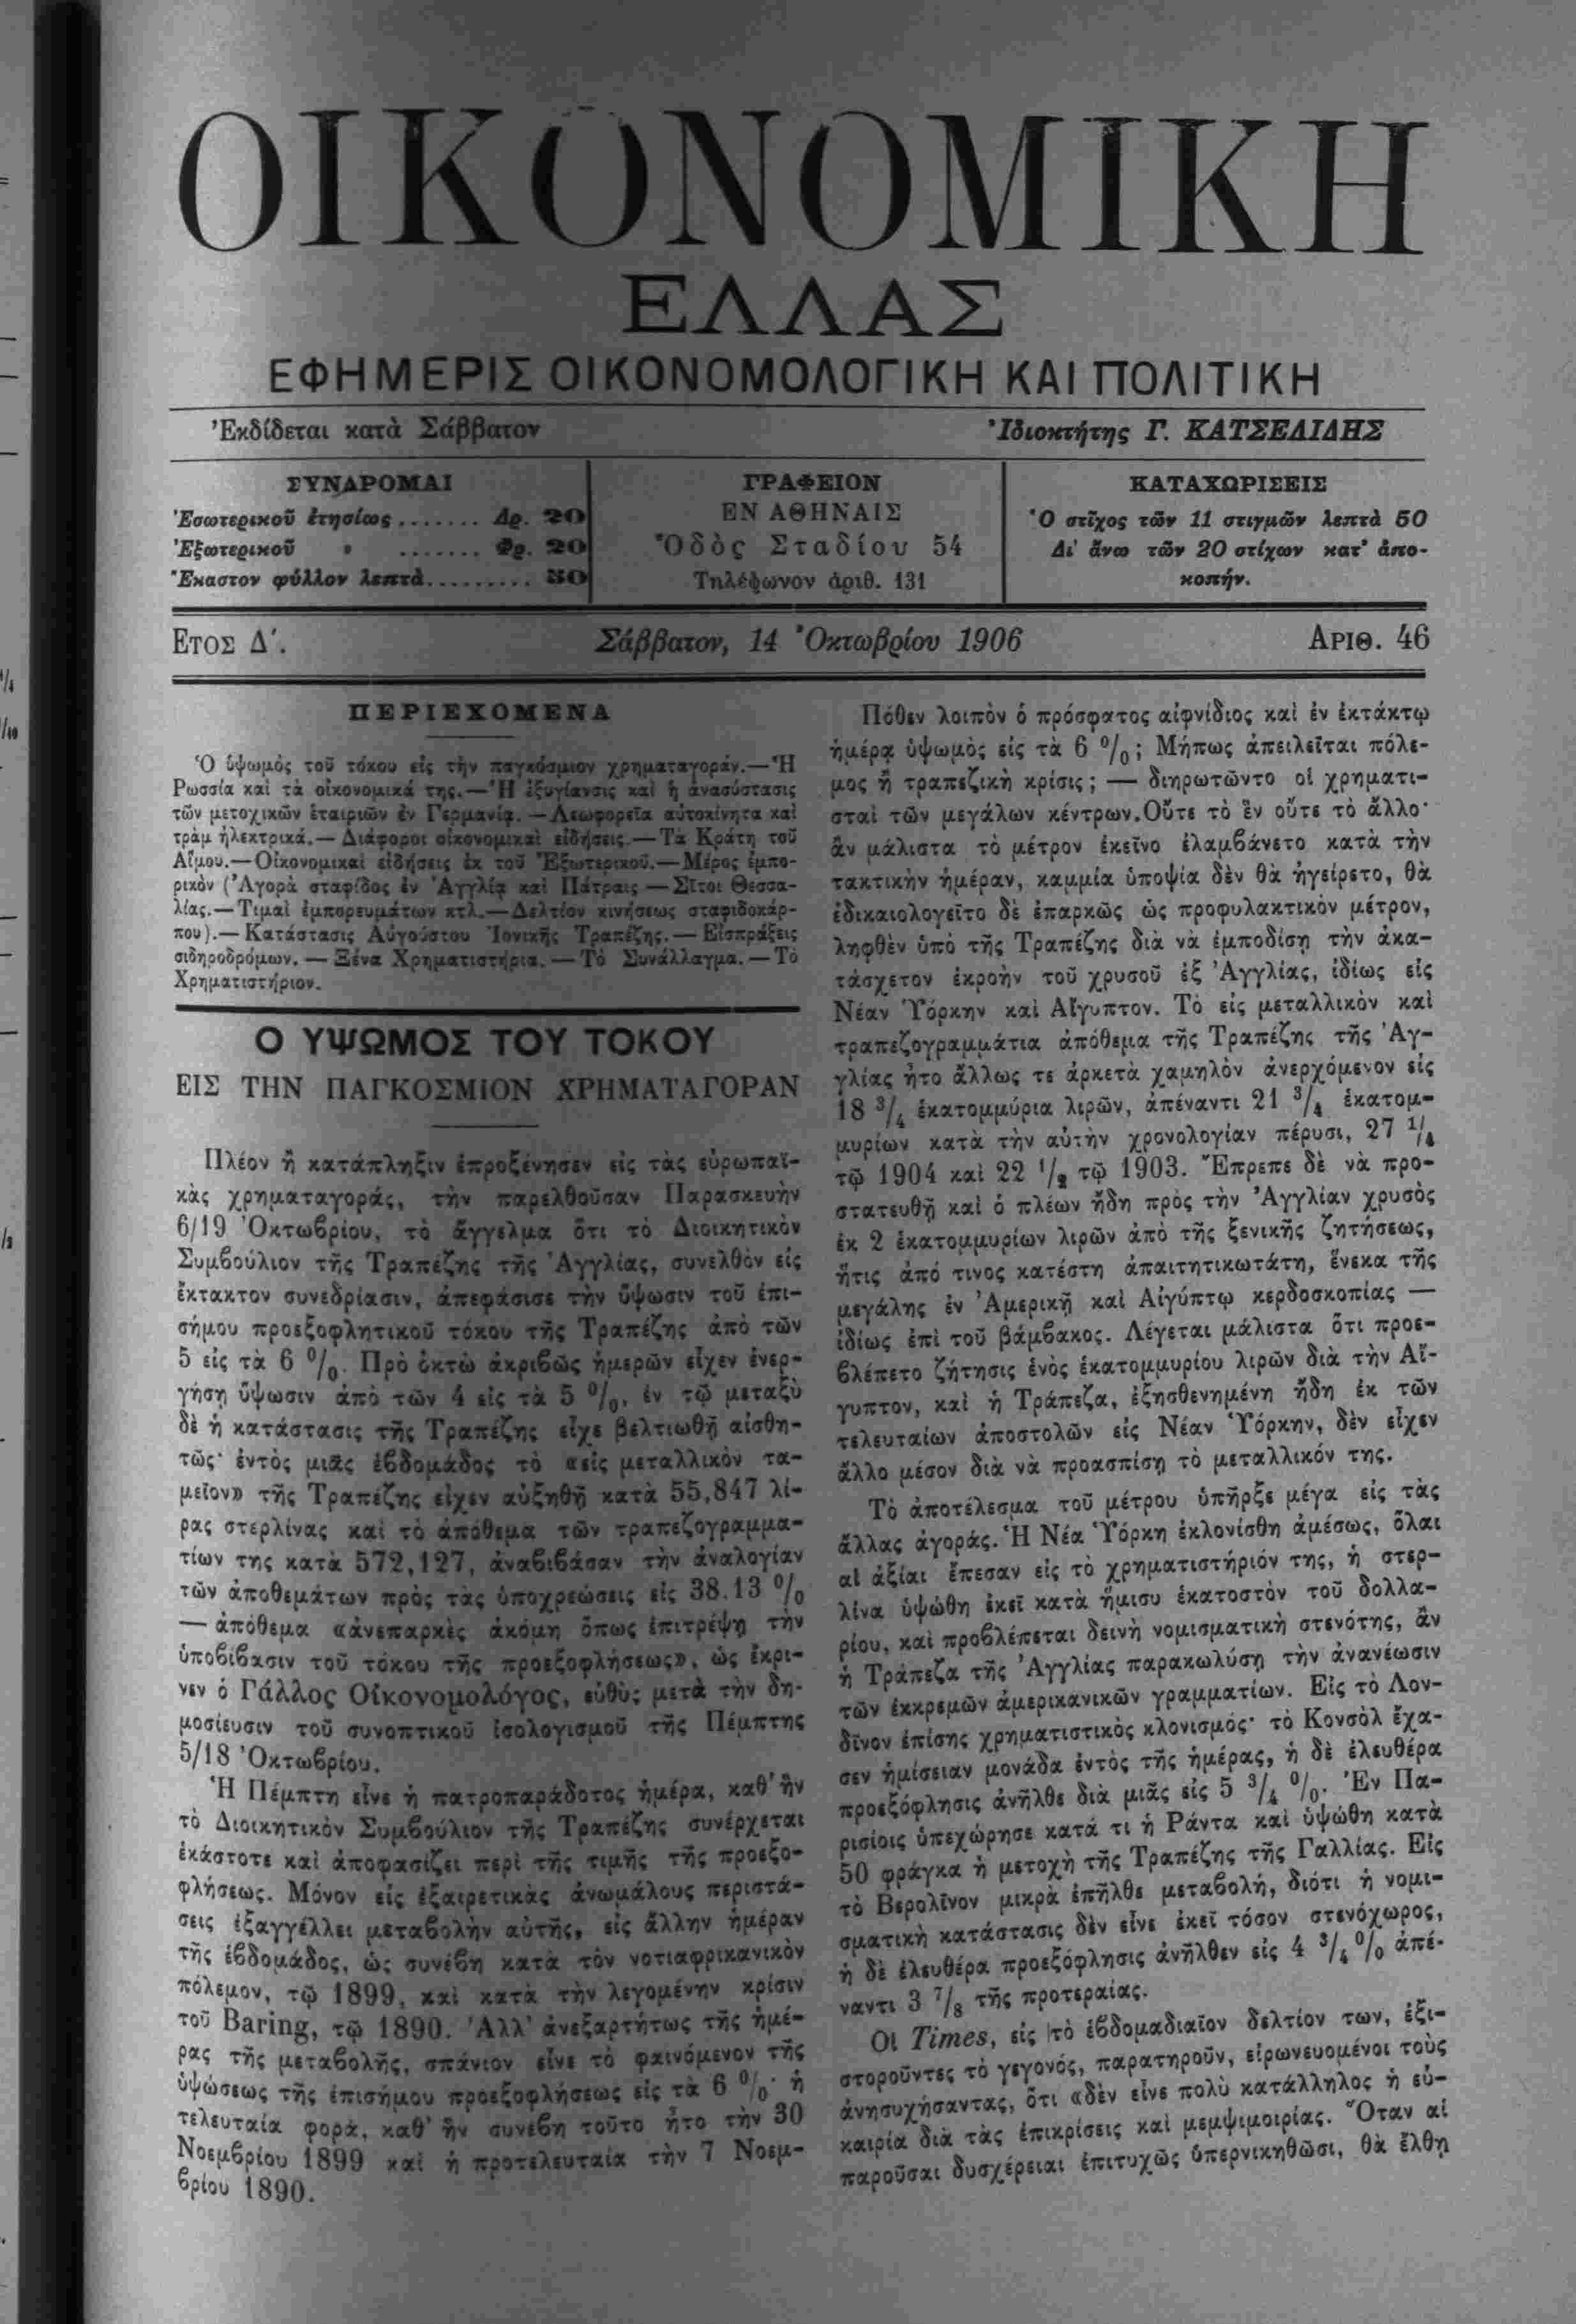 ΟΙΚΟΝΟΜΙΚΗ
ΕΛΛΑΣ
ΕΦΗΜΕΡΙΣ ΟΙΚΟΝΟΜΟΛΟΓΙΚΗ ΚΑΙ ΠΟΛΙΤΙΚΗ
Ἐκδίδεται κατὰ Σάββατον
Ἰδιοκτήτης Γ. ΚΑΤΣΕΛΙΔΗΣ
ΣΥΝΔΡΟΜΑΙ
Ἐσωτερικοῦ ἐτησίως ....... Δρ. 20
Ἐξωτερικοῦ » ....... Φρ. 20
Ἕκαστον φύλλον λεπτὰ......... 50
ΓΡΑΦΕΙΟΝ
ΕΝ ΑΘΗΝΑΙΣ
Ὁδὸς Σταδίου 54
Τηλέφωνον ἀριθ. 131
ΚΑΤΑΧΩΡΙΣΕΙΣ
Ὁ στῖχος τῶν 11 στιγμῶν λεπτὰ 50
Δι' ἄνω τῶν 20 στίχων κατ' ἀπο-
κοπήν.
ΕΤΟΣ Δ΄.
Σάββατον, 14 Ὀκτωβρίου 1906
ΑΡΙΘ. 46
ΠΕΡΙΕΧΟΜΕΝΑ
Ὁ ὑψωμὸς τοῦ τόκου εἰς τὴν παγκόσμιον χρηματαγοράν.—Ἡ
Ρωσσία καὶ τὰ οἰκονομικά της.—Ἡ ἐξυγίανσις καὶ ἡ ἀνασύστασις
τῶν μετοχικῶν ἑταιριῶν ἐν Γερμανίᾳ.—Λεωφορεῖα αὐτοκίνητα καὶ
τρὰμ ἠλεκτρικά.—Διάφοροι οἰκονομικαὶ εἰδήσεις.—Τὰ Κράτη τοῦ
Αἵμου.—Οἰκονομικαὶ εἰδήσεις ἐκ τοῦ Ἐξωτερικοῦ.—Μέρος ἐμπο-
ρικὸν (Ἀγορὰ σταφίδος ἐν Ἀγγλίᾳ καὶ Πάτραις—Σῖτοι Θεσσα-
λίας.—Τιμαὶ ἐμπορευμάτων κτλ.—Δελτίον κινήσεως σταφιδοκάρ-
που).—Κατάστασις Αὐγούστου Ἰονικῆς Τραπέζης.—Εἰσπράξεις
σιδηροδρόμων.—Ξένα Χρηματιστήρια.—Τὸ Συνάλλαγμα.—Τὸ
Χρηματιστήριον.
Ο ΥΨΩΜΟΣ ΤΟΥ ΤΟΚΟΥ
ΕΙΣ ΤΗΝ ΠΑΓΚΟΣΜΙΟΝ ΧΡΗΜΑΤΑΓΟΡΑΝ
Πλέον ἢ κατάπληξιν ἐπροξένησεν εἰς τὰς εὐρωπαϊ-
κὰς χρηματαγοράς, τὴν παρελθοῦσαν Παρασκευὴν
6/19 Ὀκτωβρίου, τὸ ἄγγελμα ὅτι τὸ Διοικητικὸν
Συμβούλιον τῆς Τραπέζης τῆς Ἀγγλίας, συνελθὸν εἰς
ἔκτακτον συνεδρίασιν, ἀπεφάσισε τὴν ὕψωσιν τοῦ ἐπι-
σήμου προεξοφλητικοῦ τόκου τῆς Τραπέζης ἀπὸ τῶν
5 εἰς τὰ 6 %. Πρὸ ὀκτὼ ἀκριβῶς ἡμερῶν εἶχεν ἐνερ-
γήσῃ ὕψωσιν ἀπὸ τῶν 4 εἰς τὰ 5 %, ἐν τῷ μεταξὺ
δὲ ἡ κατάστασις τῆς Τραπέζης εἶχε βελτιωθῆ αἰσθη-
τῶς· ἐντὸς μιᾶς ἑβδομάδος τὸ «εἰς μεταλλικὸν τα-
μεῖον» τῆς Τραπέζης εἶχεν αὐξηθῆ κατὰ 55,847 λί-
ρας στερλίνας καὶ τὸ ἀπόθεμα τῶν τραπεζογραμμα-
τίων της κατὰ 572,127, ἀναβιβάσαν τὴν ἀναλογίαν
τῶν ἀποθεμάτων πρὸς τὰς ὑποχρεώσεις εἰς 38.13 %
— ἀπόθεμα «ἀνεπαρκὲς ἀκόμη ὅπως ἐπιτρέψῃ τὴν
ὑποβίβασιν τοῦ τόκου τῆς προεξοφλήσεως», ὡς ἔκρι-
νεν ὁ Γάλλος Οἰκονομολόγος, εὐθὺς μετὰ τὴν δη-
μοσίευσιν τοῦ συνοπτικοῦ ἰσολογισμοῦ τῆς Πέμπτης
5/18 Ὀκτωβρίου.
Ἡ Πέμπτη εἶνε ἡ πατροπαράδοτος ἡμέρα, καθ' ἣν
τὸ Διοικητικὸν Συμβούλιον τῆς Τραπέζης συνέρχεται
ἑκάστοτε καὶ ἀποφασίζει περὶ τῆς τιμῆς τῆς προεξο-
φλήσεως. Μόνον εἰς ἐξαιρετικὰς ἀνωμάλους περιστά-
σεις ἐξαγγέλλει μεταβολὴν αὐτῆς, εἰς ἄλλην ἡμέραν
τῆς ἑβδομάδος, ὡς συνέβη κατὰ τὸν νοτιαφρικανικὸν
πόλεμον, τῷ 1899, καὶ κατὰ τὴν λεγομένην κρίσιν
τοῦ Baring, τῷ 1890. Ἀλλ' ἀνεξαρτήτως τῆς ἡμέ-
ρας τῆς μεταβολῆς, σπάνιον εἶνε τὸ φαινόμενον τῆς
ὑψώσεως τῆς ἐπισήμου προεξοφλήσεως εἰς τὰ 6 %· ἡ
τελευταία φορά, καθ' ἣν συνέβη τοῦτο ἦτο τὴν 30
Νοεμβρίου 1899 καὶ ἡ προτελευταία τὴν 7 Νοεμ-
βρίου 1890.
Πόθεν λοιπὸν ὁ πρόσφατος αἰφνίδιος καὶ ἐν ἐκτάκτῳ
ἡμέρᾳ ὑψωμὸς εἰς τὰ 6 %; Μήπως ἀπειλεῖται πόλε-
μος ἢ τραπεζικὴ κρίσις; — διηρωτῶντο οἱ χρηματι-
σταὶ τῶν μεγάλων κέντρων. Οὔτε τὸ ἓν οὔτε τὸ ἄλλο·
ἂν μάλιστα τὸ μέτρον ἐκεῖνο ἐλαμβάνετο κατὰ τὴν
τακτικὴν ἡμέραν, καμμία ὑποψία δὲν θὰ ἠγείρετο, θὰ
ἐδικαιολογεῖτο δὲ ἐπαρκῶς ὡς προφυλακτικὸν μέτρον,
ληφθὲν ὑπὸ τῆς Τραπέζης διὰ νὰ ἐμποδίσῃ τὴν ἀκα-
τάσχετον ἐκροὴν τοῦ χρυσοῦ ἐξ Ἀγγλίας, ἰδίως εἰς
Νέαν Ὑόρκην καὶ Αἴγυπτον. Τὸ εἰς μεταλλικὸν καὶ
τραπεζογραμμάτια ἀπόθεμα τῆς Τραπέζης τῆς Ἀγ-
γλίας ἦτο ἄλλως τε ἀρκετὰ χαμηλὸν ἀνερχόμενον εἰς
18 3/4 ἑκατομμύρια λιρῶν, ἀπέναντι 21 3/4 ἑκατομ-
μυρίων κατὰ τὴν αὐτὴν χρονολογίαν πέρυσι, 27 1/4
τῷ 1904 καὶ 22 1/2 τῷ 1903. Ἔπρεπε δὲ νὰ προ-
στατευθῇ καὶ ὁ πλέων ἤδη πρὸς τὴν Ἀγγλίαν χρυσὸς
ἐκ 2 ἑκατομμυρίων λιρῶν ἀπὸ τῆς ξενικῆς ζητήσεως,
ἥτις ἀπό τινος κατέστη ἀπαιτητικωτάτη, ἕνεκα τῆς
μεγάλης ἐν Ἀμερικῇ καὶ Αἰγύπτῳ κερδοσκοπίας —
ἰδίως ἐπὶ τοῦ βάμβακος. Λέγεται μάλιστα ὅτι προε-
βλέπετο ζήτησις ἑνὸς ἑκατομμυρίου λιρῶν διὰ τὴν Αἴ-
γυπτον, καὶ ἡ Τράπεζα, ἐξησθενημένη ἤδη ἐκ τῶν
τελευταίων ἀποστολῶν εἰς Νέαν Ὑόρκην, δὲν εἶχεν
ἄλλο μέσον διὰ νὰ προασπίσῃ τὸ μεταλλικόν της.
Τὸ ἀποτέλεσμα τοῦ μέτρου ὑπῆρξε μέγα εἰς τὰς
ἄλλας ἀγοράς. Ἡ Νέα Ὑόρκη ἐκλονίσθη ἀμέσως, ὅλαι
αἱ ἀξίαι ἔπεσαν εἰς τὸ χρηματιστήριόν της, ἡ στερ-
λίνα ὑψώθη ἐκεῖ κατὰ ἥμισυ ἑκατοστὸν τοῦ δολλα-
ρίου, καὶ προβλέπεται δεινὴ νομισματικὴ στενότης, ἂν
ἡ Τράπεζα τῆς Ἀγγλίας παρακωλύσῃ τὴν ἀνανέωσιν
τῶν ἐκκρεμῶν ἀμερικανικῶν γραμματίων. Εἰς τὸ Λον-
δῖνον ἐπίσης χρηματιστικὸς κλονισμός· τὸ Κονσὸλ ἔχα-
σεν ἡμίσειαν μονάδα ἐντὸς τῆς ἡμέρας, ἡ δὲ ἐλευθέρα
προεξόφλησις ἀνῆλθε διὰ μιᾶς εἰς 5 3/4 %. Ἐν Πα-
ρισίοις ὑπεχώρησε κατά τι ἡ Ράντα καὶ ὑψώθη κατὰ
50 φράγκα ἡ μετοχὴ τῆς Τραπέζης τῆς Γαλλίας. Εἰς
τὸ Βερολῖνον μικρὰ ἐπῆλθε μεταβολή, διότι ἡ νομι-
σματικὴ κατάστασις δὲν εἶνε ἐκεῖ τόσον στενόχωρος,
ἡ δὲ ἐλευθέρα προεξόφλησις ἀνῆλθεν εἰς 4 3/4 % ἀπέ-
ναντι 3 7/8 τῆς προτεραίας.
Οἱ Times, εἰς τὸ ἑβδομαδιαῖον δελτίον των, ἐξι-
στοροῦντες τὸ γεγονός, παρατηροῦν, εἰρωνευομένοι τοὺς
ἀνησυχήσαντας, ὅτι «δὲν εἶνε πολὺ κατάλληλος ἡ εὐ-
καιρία διὰ τὰς ἐπικρίσεις καὶ μεμψιμοιρίας. Ὅταν αἱ
παροῦσαι δυσχέρειαι ἐπιτυχῶς ὑπερνικηθῶσι, θὰ ἔλθῃ